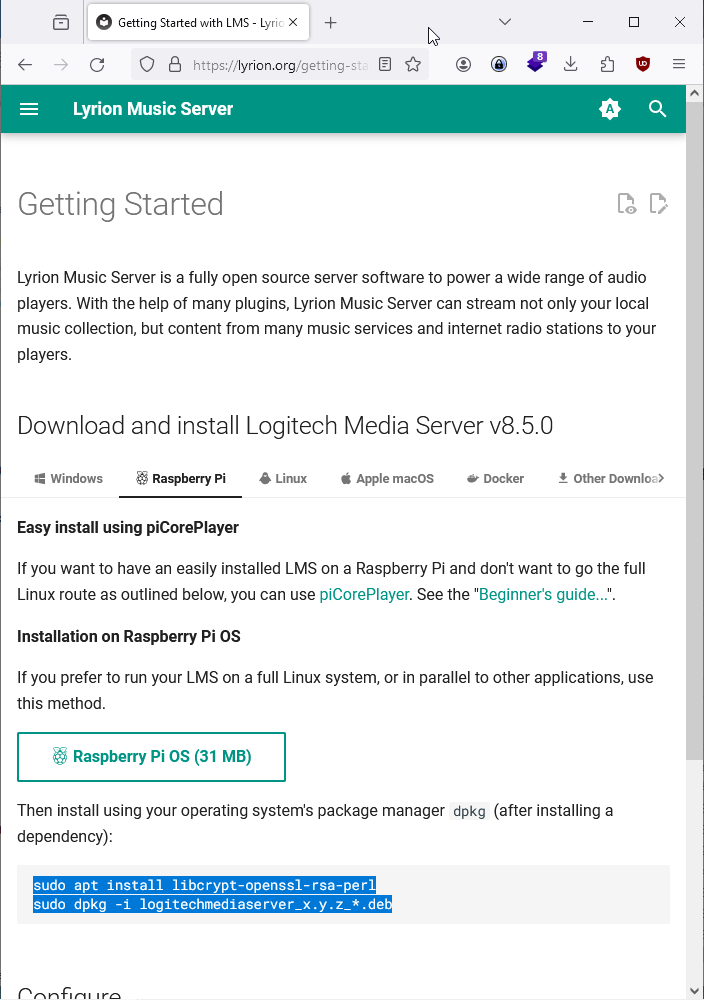 Getting Started with LMS - Lyri
https://lyrion.org/getting-sta
8
Lyrion Music Server
A
Getting Started
Lyrion Music Server is a fully open source server software to power a wide range of audio
players. With the help of many plugins, Lyrion Music Server can stream not only your local
music collection, but content from many music services and internet radio stations to your
players.
Download and install Logitech Media Server v8.5.0
Windows Raspberry Pi Linux Apple macOS Docker Other Downloa
Easy install using piCorePlayer
If you want to have an easily installed LMS on a Raspberry Pi and don't want to go the full
Linux route as outlined below, you can use piCorePlayer. See the "Beginner's guide...".
Installation on Raspberry Pi OS
If you prefer to run your LMS on a full Linux system, or in parallel to other applications, use
this method.
Raspberry Pi OS (31 MB)
Then install using your operating system's package manager dpkg (after installing a
dependency):
sudo apt install libcrypt-openssl-rsa-perl
sudo dpkg -i logitechmediaserver_x.y.z_*.deb
Configure